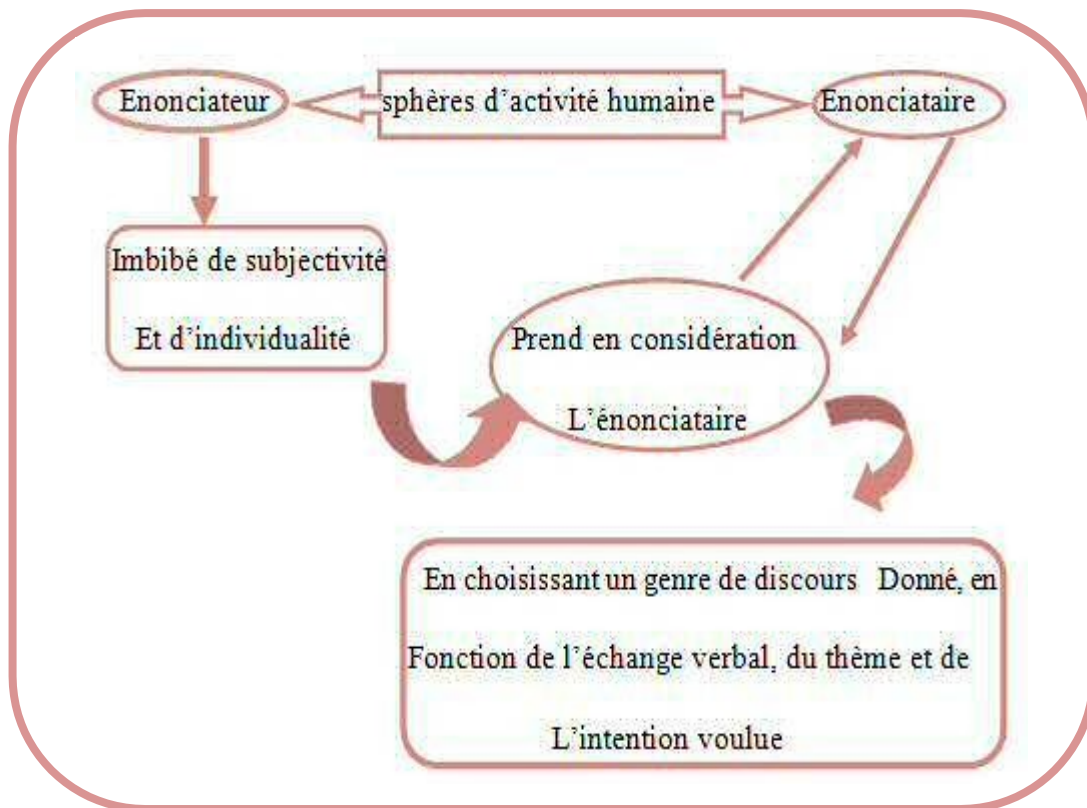 Enonciateur
sphères d'activité humaine
Enonciataire
Imbibé de subjectivité
Et d'individualité
Prend en considération
L'énonciataire
En choisissant un genre de discours Donné, en
Fonction de l'échange verbal, du thème et de
L'intention voulue